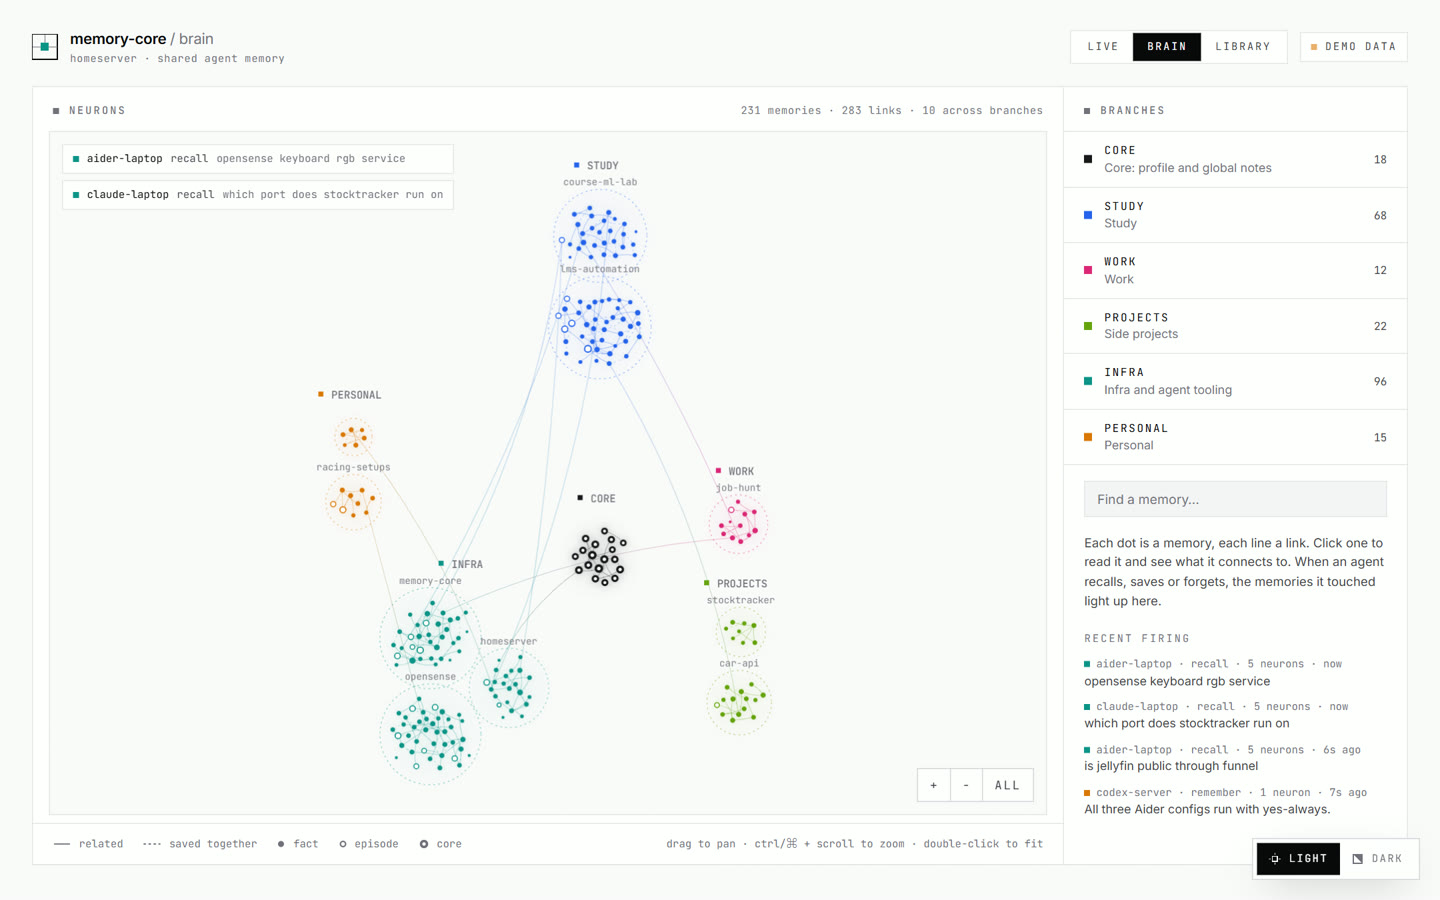 memory-core / brain
homeserver · shared agent memory
LIVE
BRAIN
LIBRARY
DEMO DATA
NEURONS
231 memories · 283 links · 10 across branches
aider-laptop recall opensense keyboard rgb service
claude-laptop recall which port does stocktracker run on
STUDY
course-ml-lab
lms-automation
PERSONAL
racing-setups
CORE
WORK
job-hunt
INFRA
memory-core
homeserver
opensense
PROJECTS
stocktracker
car-api
+
-
ALL
related
saved together
fact
episode
core
drag to pan · ctrl/⌘ + scroll to zoom · double-click to fit
BRANCHES
CORE
Core: profile and global notes
18
STUDY
Study
68
WORK
Work
12
PROJECTS
Side projects
22
INFRA
Infra and agent tooling
96
PERSONAL
Personal
15
Find a memory...
Each dot is a memory, each line a link. Click one to
read it and see what it connects to. When an agent
recalls, saves or forgets, the memories it touched
light up here.
RECENT FIRING
aider-laptop · recall · 5 neurons · now
opensense keyboard rgb service
claude-laptop · recall · 5 neurons · now
which port does stocktracker run on
aider-laptop · recall · 5 neurons · 6s ago
is jellyfin public through funnel
codex-server · remember · 1 neuron · 7s ago
All three Aider configs run with yes-always.
LIGHT
DARK